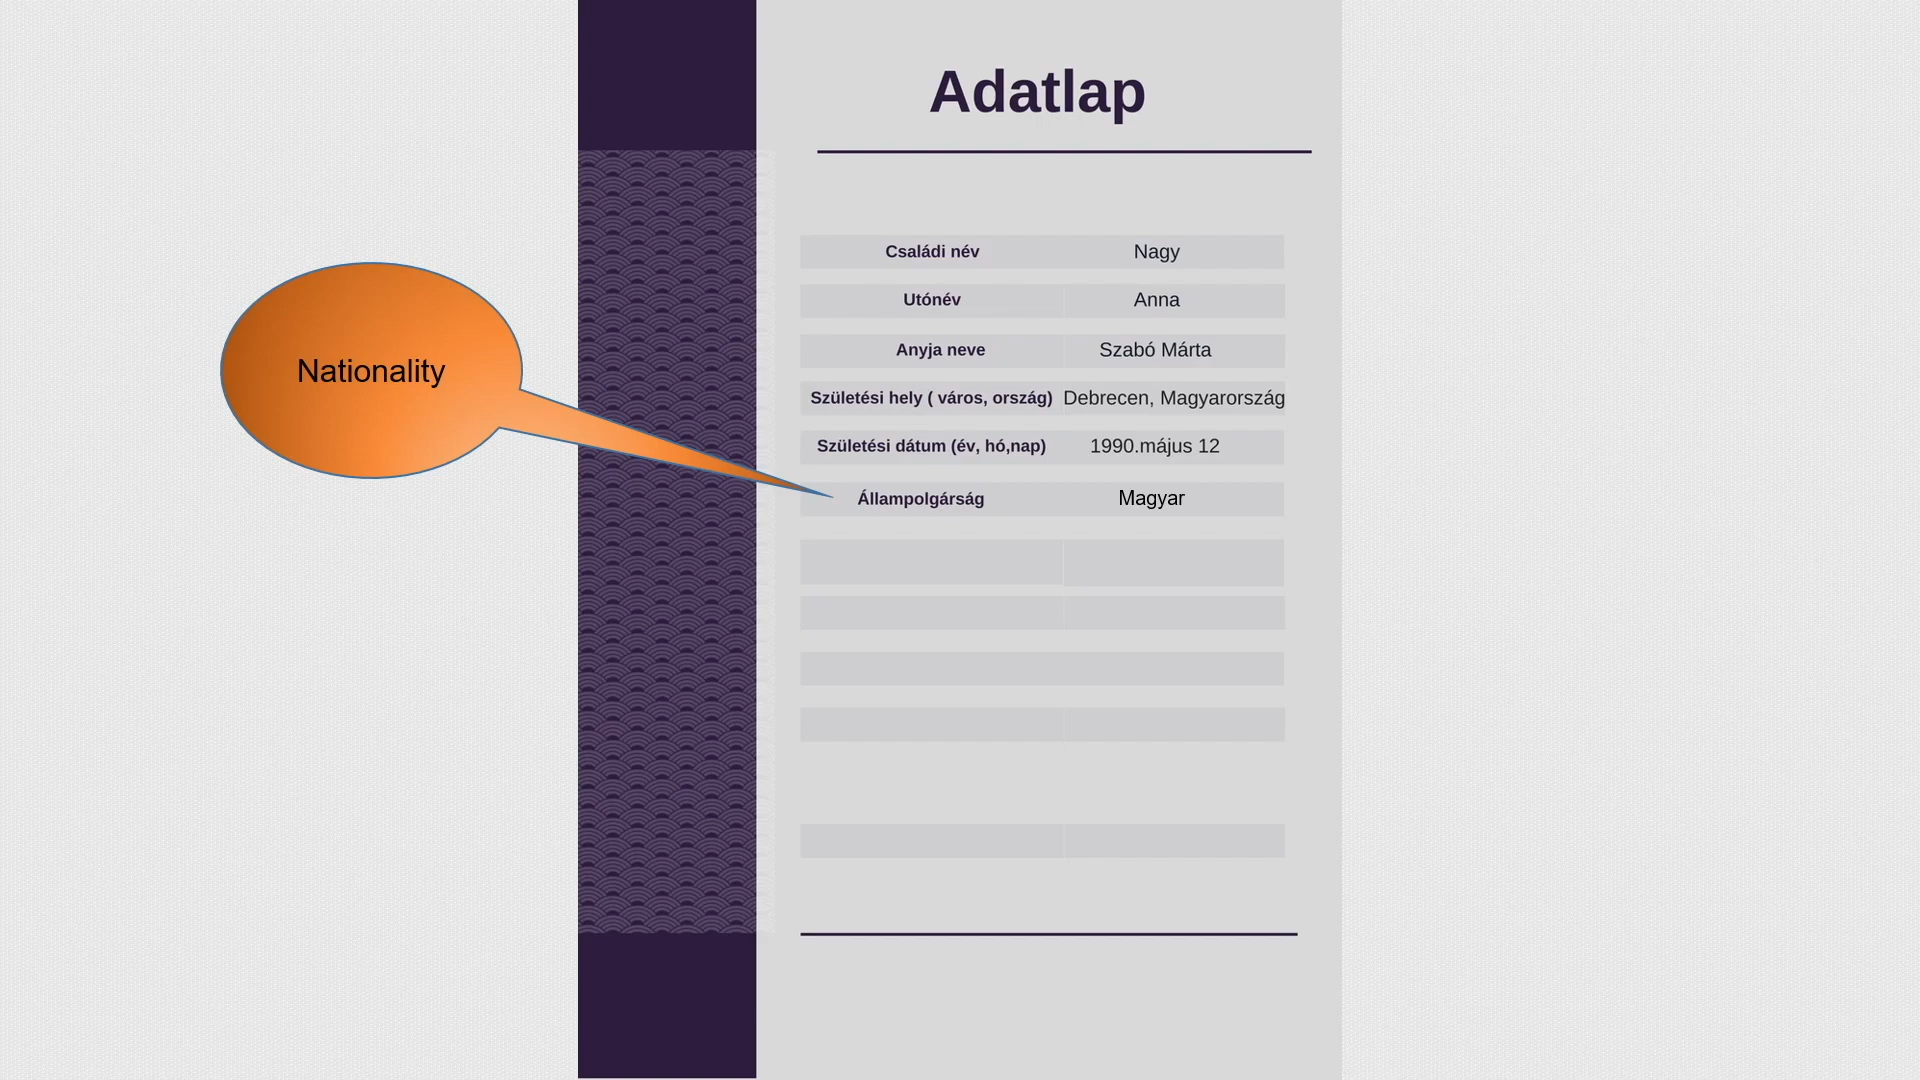 Adatlap
Családi név Nagy
Utónév Anna
Anyja neve Szabó Márta
Születési hely ( város, ország) Debrecen, Magyarország
Születési dátum (év, hó,nap) 1990.május 12
Állampolgárság Magyar
Nationality